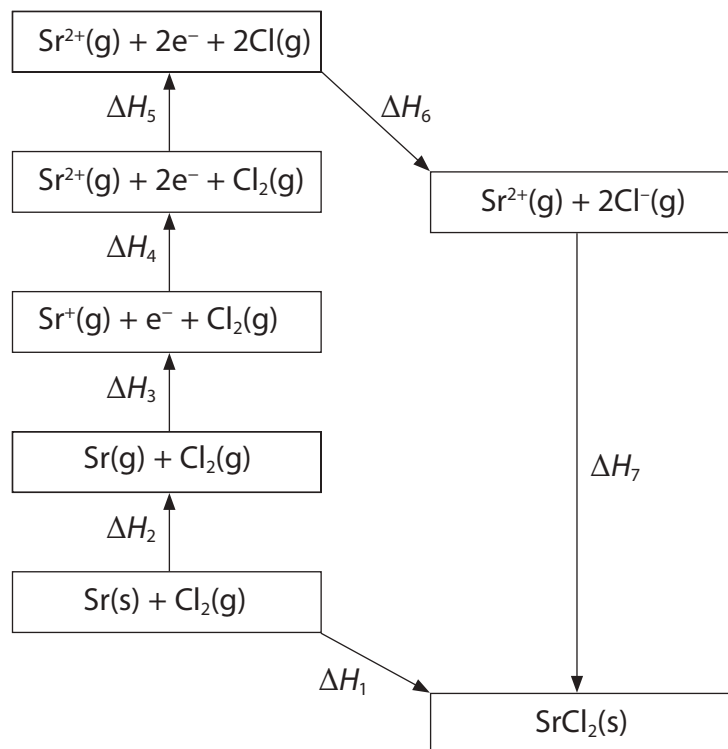 Sr²⁺(g) + 2e⁻ + 2Cl(g)
ΔH₅
ΔH₆
Sr²⁺(g) + 2e⁻ + Cl₂(g)
Sr²⁺(g) + 2Cl⁻(g)
ΔH₄
Sr⁺(g) + e⁻ + Cl₂(g)
ΔH₃
Sr(g) + Cl₂(g)
ΔH₇
ΔH₂
Sr(s) + Cl₂(g)
ΔH₁
SrCl₂(s)